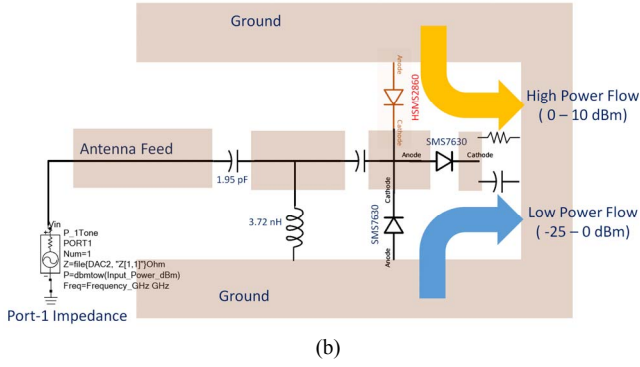 Ground
Anode
HSMS2860
Cathode
High Power Flow
( 0 – 10 dBm)
Antenna Feed
1.95 pF
SMS7630
Anode
Cathode
Cathode
SMS7630
Anode
3.72 nH
Low Power Flow
( -25 – 0 dBm)
Vin
P_1Tone
PORT1
Num=1
Z=file{DAC2, "Z[1,1]"}Ohm
P=dbmtow(Input_Power_dBm)
Freq=Frequency_GHz GHz
Ground
Port-1 Impedance
(b)